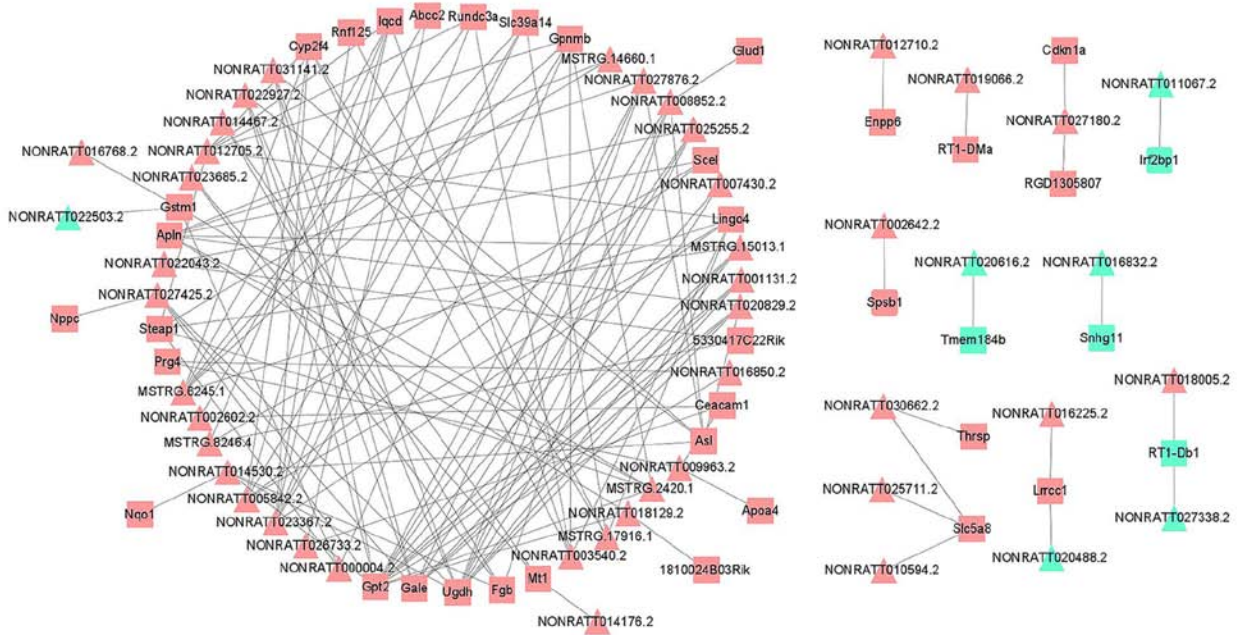 Iqcd
Abcc2
Rundc3a
Slc39a14
Rnf125
Gpnmb
Cyp2f4
Glud1
MSTRG.14660.1
NONRATT031141.2
NONRATT027876.2
NONRATT022927.2
NONRATT008852.2
NONRATT014467.2
NONRATT025255.2
NONRATT016768.2
NONRATT012705.2
Scel
NONRATT023685.2
NONRATT007430.2
Gstm1
NONRATT022503.2
Lingo4
Apln
MSTRG.15013.1
NONRATT022043.2
NONRATT001131.2
NONRATT027425.2
NONRATT020829.2
Nppc
Steap1
5330417C22Rik
Prg4
NONRATT016850.2
MSTRG.6245.1
Ceacam1
NONRATT002602.2
MSTRG.8246.4
Asl
NONRATT014530.2
NONRATT009963.2
MSTRG.2420.1
NONRATT005842.2
Nqo1
NONRATT018129.2
Apoa4
NONRATT023367.2
MSTRG.17916.1
NONRATT026733.2
NONRATT003540.2
NONRATT000004.2
1810024B03Rik
Gpt2
Gale
Ugdh
Fgb
Mt1
NONRATT014176.2
NONRATT012710.2
Cdkn1a
NONRATT019066.2
NONRATT011067.2
Enpp6
NONRATT027180.2
RT1-DMa
Irf2bp1
RGD1305807
NONRATT002642.2
NONRATT020616.2
NONRATT016832.2
Spsb1
Tmem184b
Snhg11
NONRATT018005.2
NONRATT030662.2
NONRATT016225.2
Thrsp
RT1-Db1
NONRATT025711.2
Lrrcc1
NONRATT027338.2
Slc5a8
NONRATT020488.2
NONRATT010594.2